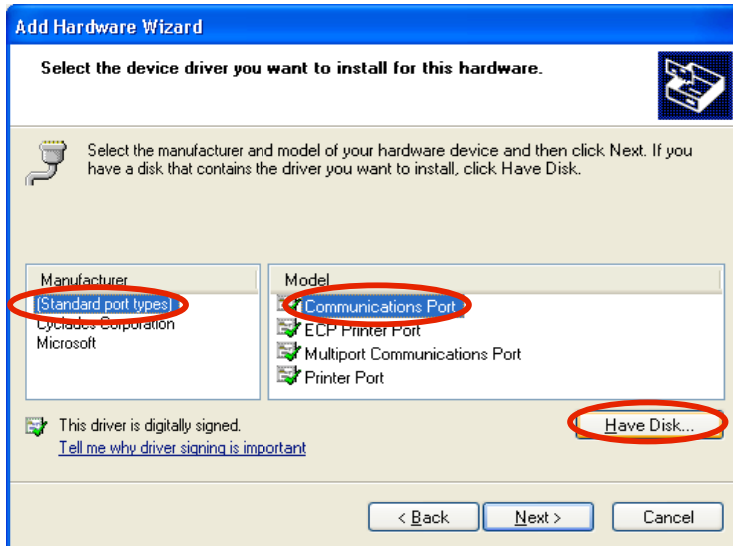 Add Hardware Wizard
Select the device driver you want to install for this hardware.
Select the manufacturer and model of your hardware device and then click Next. If you
have a disk that contains the driver you want to install, click Have Disk.
Manufacturer
(Standard port types)
Cyclades Corporation
Microsoft
Model
Communications Port
ECP Printer Port
Multiport Communications Port
Printer Port
This driver is digitally signed.
Tell me why driver signing is important
Have Disk...
< Back
Next >
Cancel